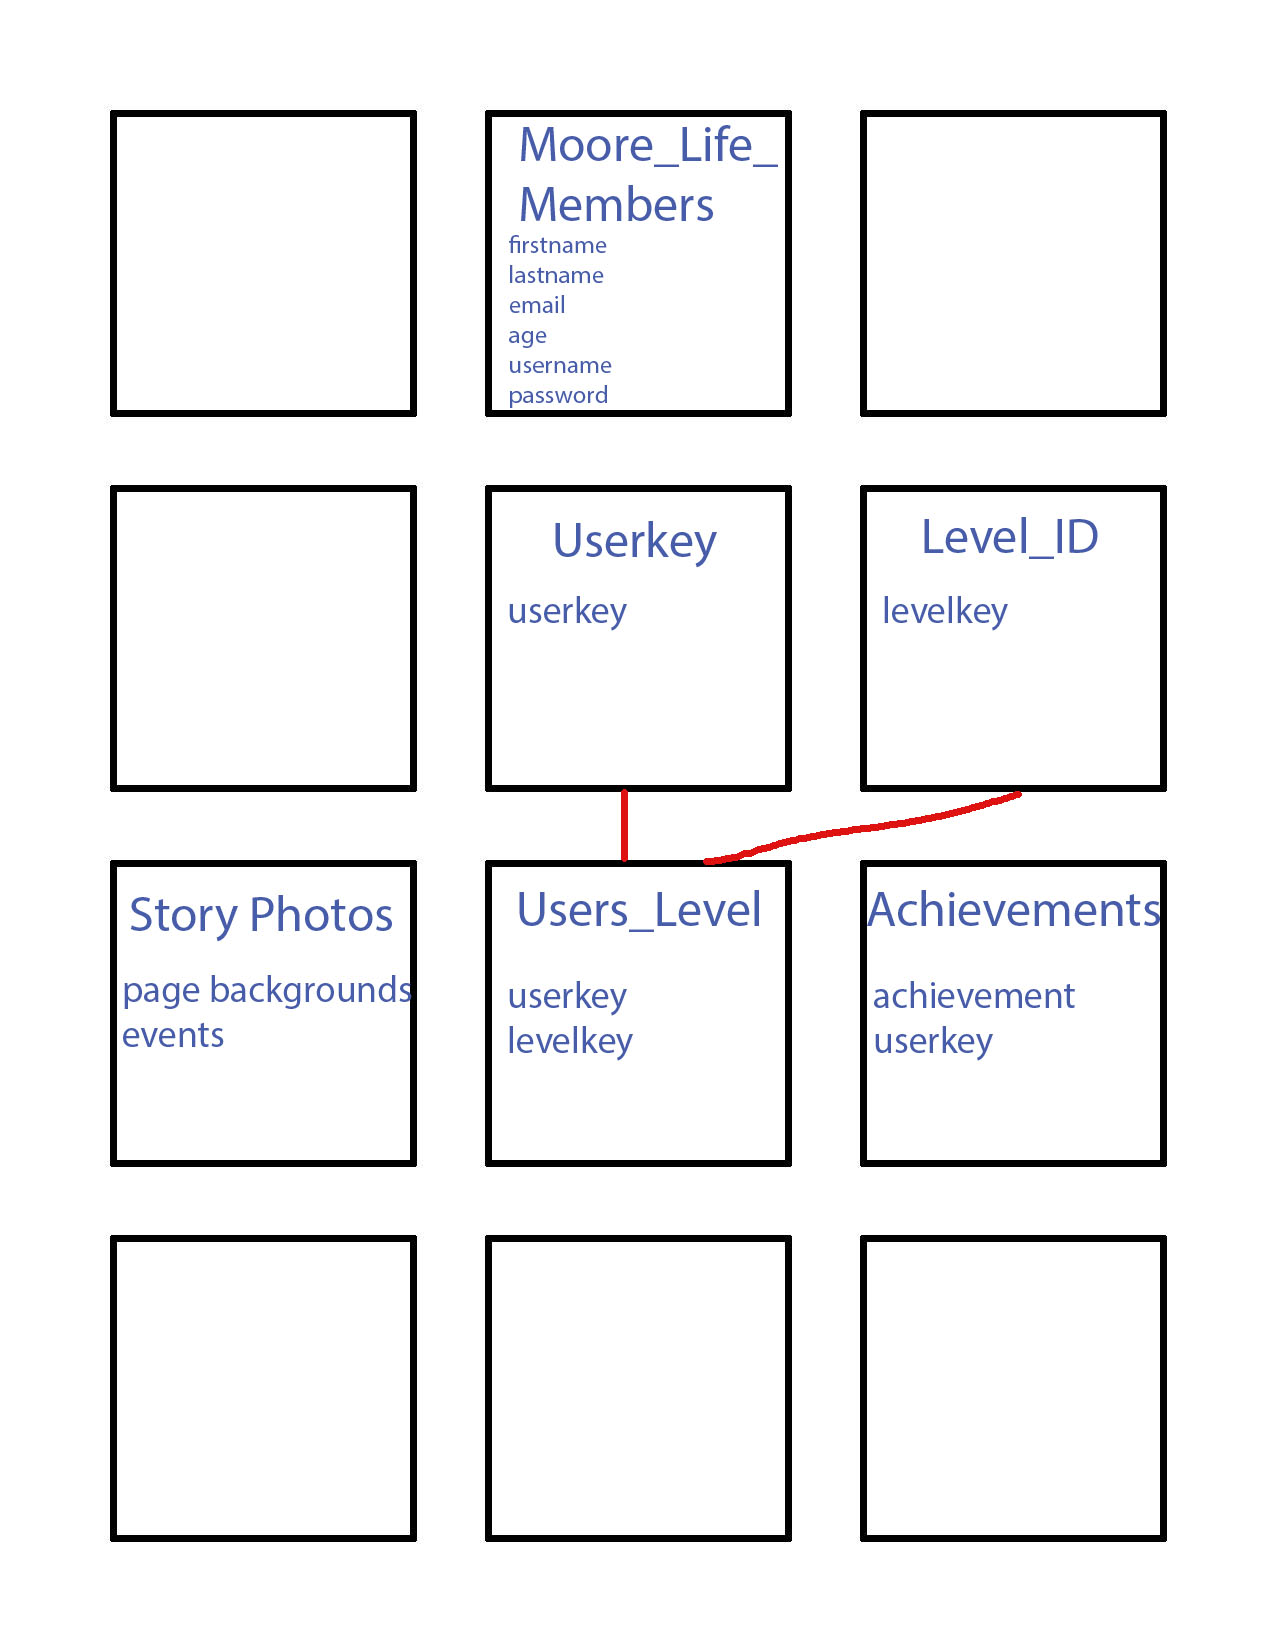 Moore_Life_
Members
firstname
lastname
email
age
username
password
Userkey
userkey
Level_ID
levelkey
Story Photos
page backgrounds
events
Users_Level
userkey
levelkey
Achievements
achievement
userkey